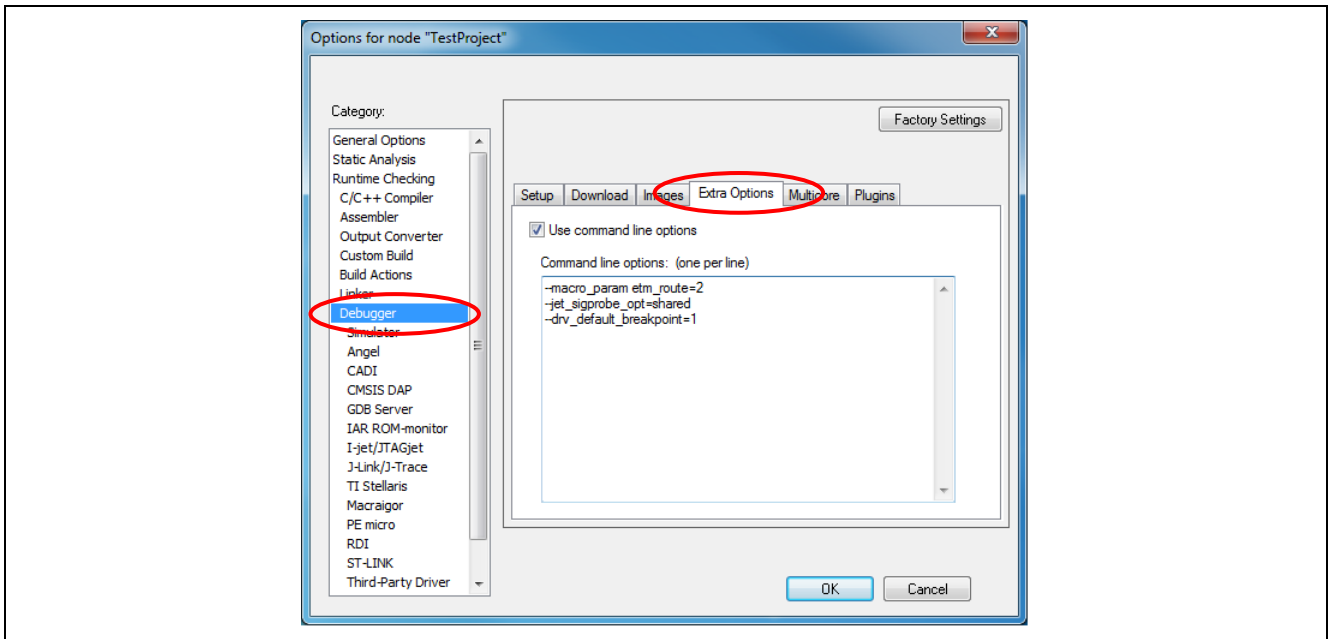 Options for node "TestProject"
Category:
Factory Settings
General Options
Static Analysis
Runtime Checking
C/C++ Compiler
Assembler
Output Converter
Custom Build
Build Actions
Linker
Debugger
Simulator
Angel
CADI
CMSIS DAP
GDB Server
IAR ROM-monitor
I-jet/JTAGjet
J-Link/J-Trace
TI Stellaris
Macraigor
PE micro
RDI
ST-LINK
Third-Party Driver
Setup Download Images Extra Options Multicore Plugins
Use command line options
Command line options: (one per line)
--macro_param etm_route=2
--jet_sigprobe_opt=shared
--drv_default_breakpoint=1
OK Cancel